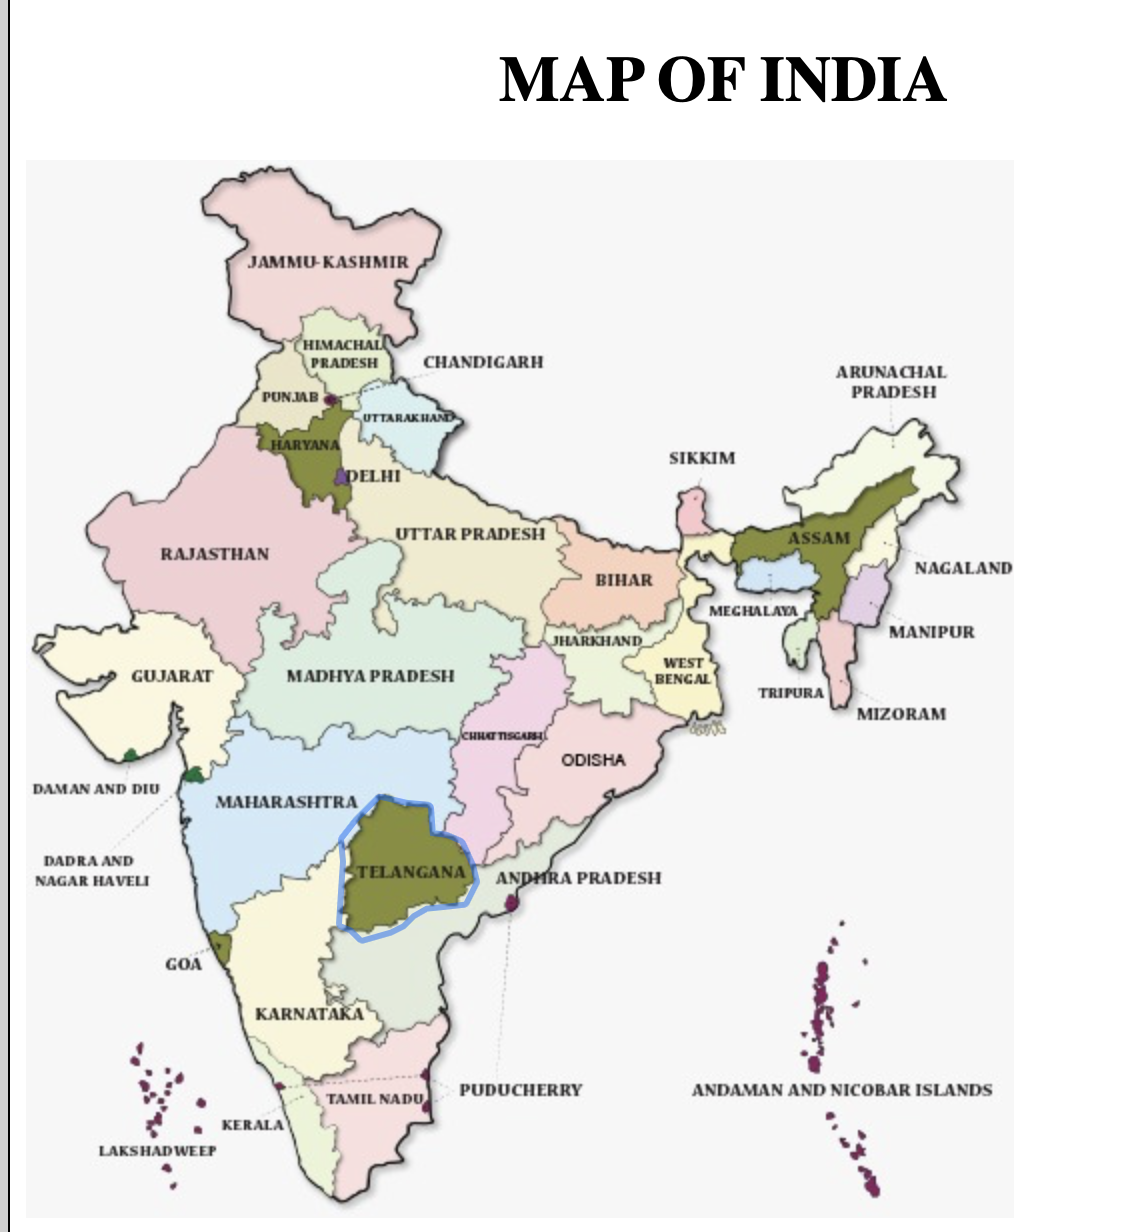 MAP OF INDIA
JAMMU-KASHMIR
HIMACHAL
PRADESH
CHANDIGARH
PUNJAB
UTTARAKHAND
HARYANA
DELHI
ARUNACHAL
PRADESH
SIKKIM
RAJASTHAN
UTTAR PRADESH
BIHAR
ASSAM
NAGALAND
MEGHALAYA
MANIPUR
JHARKHAND
WEST
BENGAL
GUJARAT
MADHYA PRADESH
TRIPURA
MIZORAM
CHHATTISGARH
ODISHA
DAMAN AND DIU
MAHARASHTRA
DADRA AND
NAGAR HAVELI
TELANGANA
ANDHRA PRADESH
GOA
KARNATAKA
PUDUCHERRY
ANDAMAN AND NICOBAR ISLANDS
TAMIL NADU
KERALA
LAKSHADWEEP